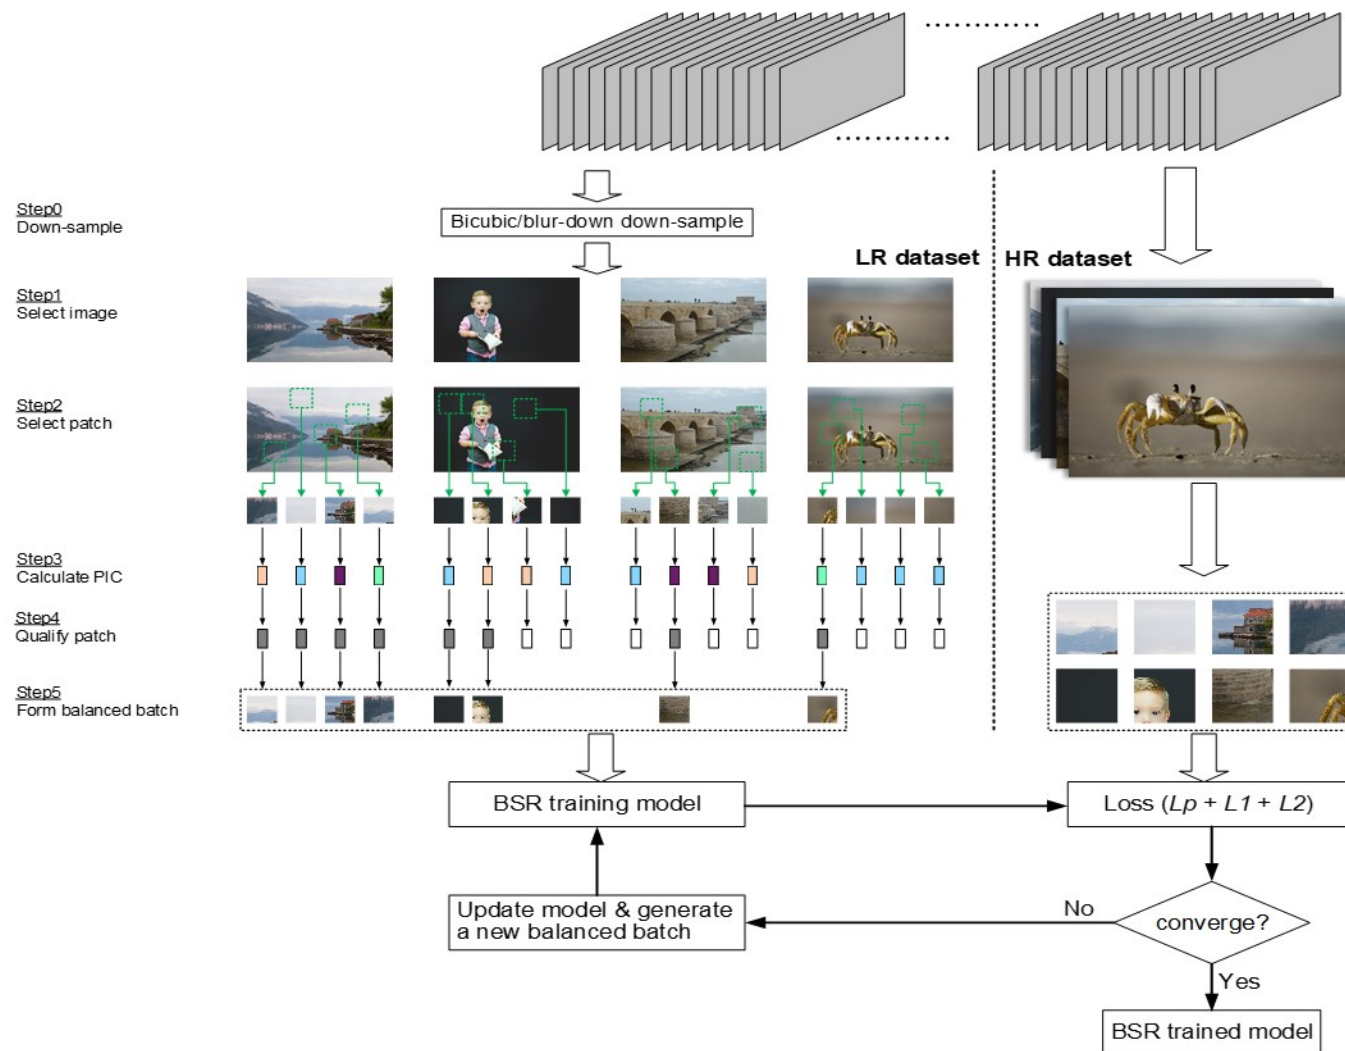 Step0
Down-sample
Bicubic/blur-down down-sample
LR dataset
HR dataset
Step1
Select image
Step2
Select patch
Step3
Calculate PIC
Step4
Qualify patch
Step5
Form balanced batch
BSR training model
Loss (Lp + L1 + L2)
Update model & generate
a new balanced batch
No
converge?
Yes
BSR trained model